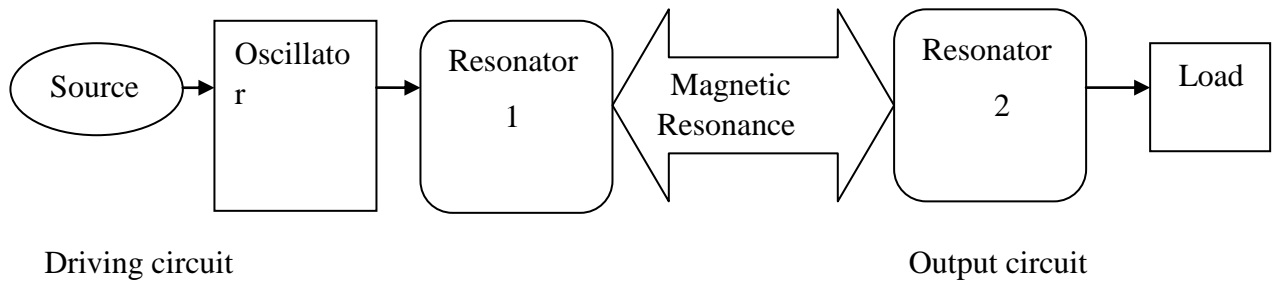 Source
Oscillato
r
Resonator
1
Magnetic
Resonance
Resonator
2
Load
Driving circuit
Output circuit